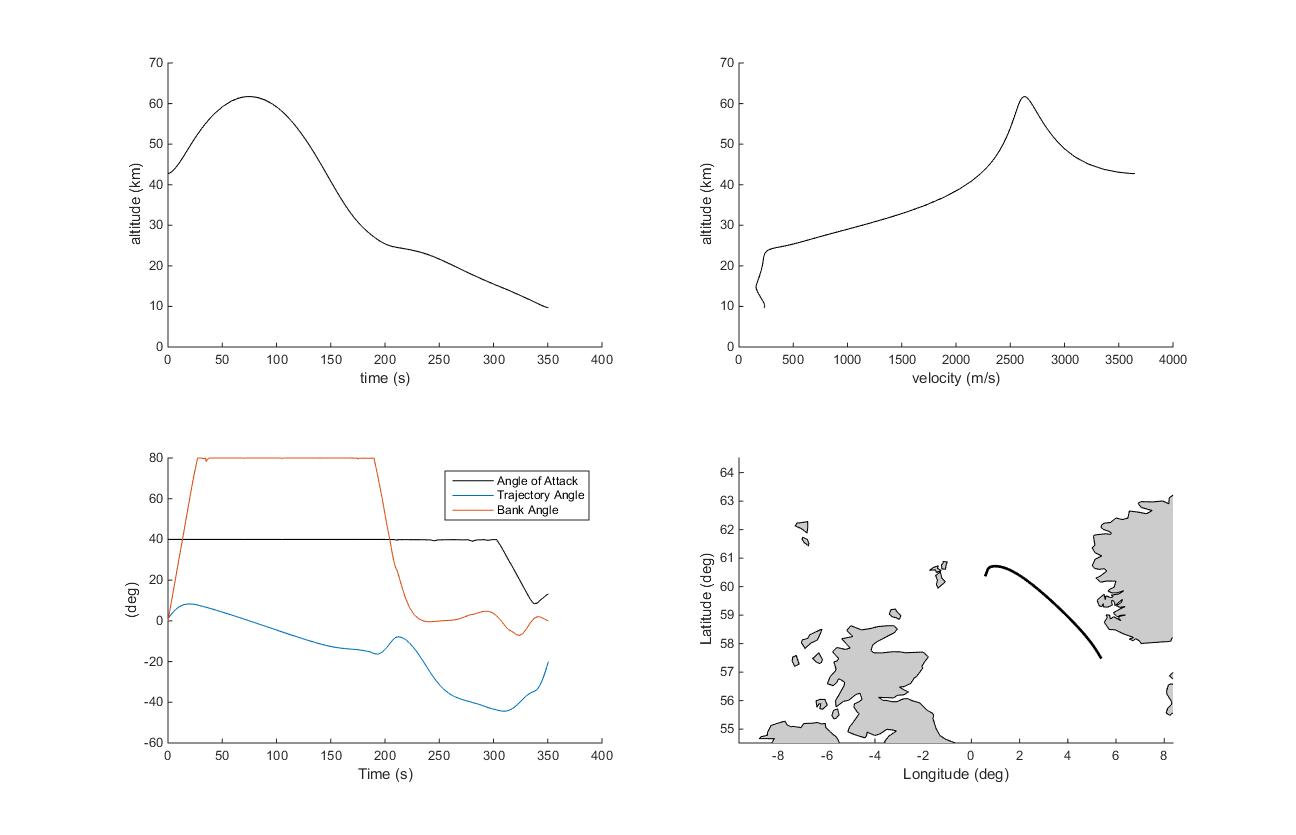 70
60
50
40
30
20
10
0
altitude (km)
0 50 100 150 200 250 300 350 400
time (s)
70
60
50
40
30
20
10
0
altitude (km)
0 500 1000 1500 2000 2500 3000 3500 4000
velocity (m/s)
80
60
40
20
0
-20
-40
-60
(deg)
Angle of Attack
Trajectory Angle
Bank Angle
0 50 100 150 200 250 300 350 400
Time (s)
64
63
62
61
60
59
58
57
56
55
Latitude (deg)
-8 -6 -4 -2 0 2 4 6 8
Longitude (deg)